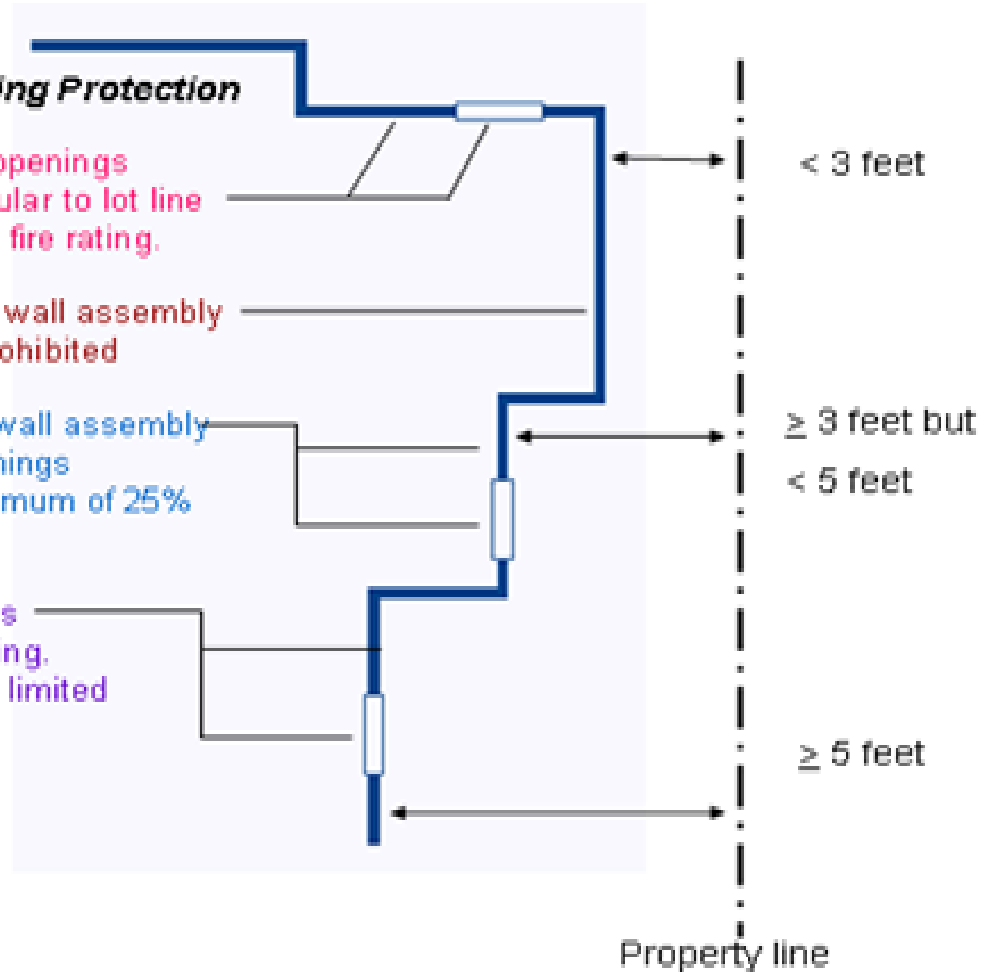 ing Protection
openings
ular to lot line
fire rating.
wall assembly
ohibited
wall assembly
nings
mum of 25%
s
ing.
limited
< 3 feet
≥ 3 feet but
< 5 feet
≥ 5 feet
Property line